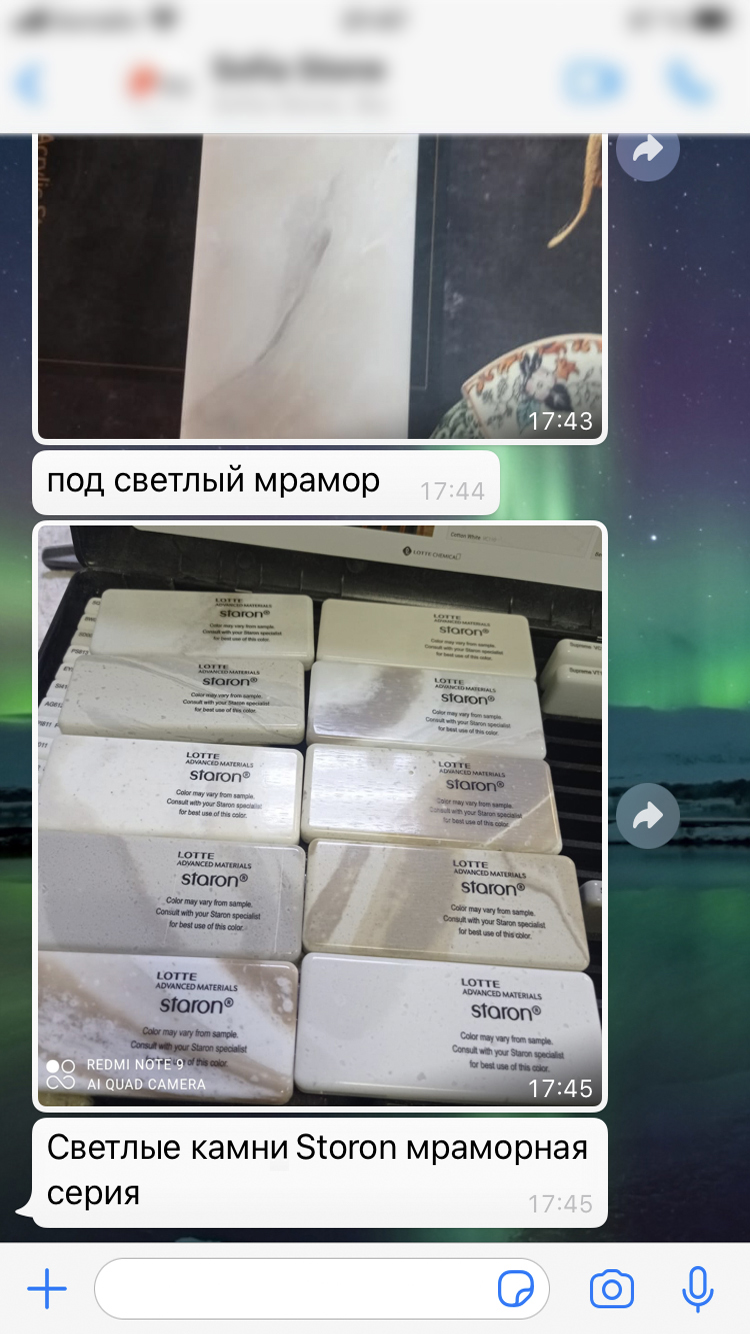 17:43
под светлый мрамор 17:44
LOTTE CHEMICAL
Cotton White
LOTTE
ADVANCED MATERIALS
staron®
Color may vary from sample.
Consult with your Staron specialist
for best use of this color.
LOTTE
ADVANCED MATERIALS
staron®
Color may vary from sample.
Consult with your Staron specialist
for best use of this color.
LOTTE
ADVANCED MATERIALS
staron®
Color may vary from sample.
Consult with your Staron specialist
for best use of this color.
LOTTE
ADVANCED MATERIALS
staron®
Color may vary from sample.
Consult with your Staron specialist
for best use of this color.
LOTTE
ADVANCED MATERIALS
staron®
Color may vary from sample.
Consult with your Staron specialist
for best use of this color.
LOTTE
ADVANCED MATERIALS
staron®
Color may vary from sample.
Consult with your Staron specialist
for best use of this color.
LOTTE
ADVANCED MATERIALS
staron®
Color may vary from sample.
Consult with your Staron specialist
for best use of this color.
LOTTE
ADVANCED MATERIALS
staron®
Color may vary from sample.
Consult with your Staron specialist
for best use of this color.
LOTTE
ADVANCED MATERIALS
staron®
Color may vary from sample.
Consult with your Staron specialist
of this color.
LOTTE
ADVANCED MATERIALS
staron®
Color may vary from sample.
Consult with your Staron specialist
for best use of this color.
REDMI NOTE 9
AI QUAD CAMERA
17:45
Светлые камни Storon мраморная
серия 17:45